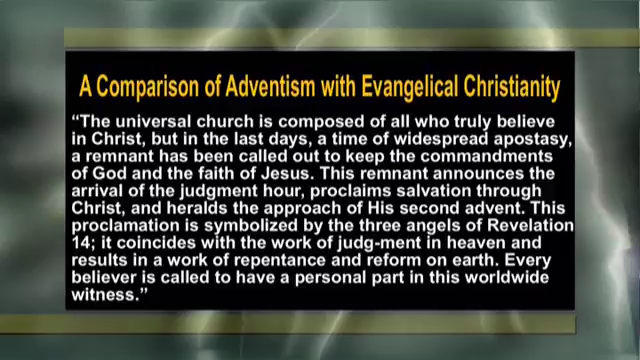 A Comparison of Adventism with Evangelical Christianity
“The universal church is composed of all who truly believe
in Christ, but in the last days, a time of widespread apostasy,
a remnant has been called out to keep the commandments
of God and the faith of Jesus. This remnant announces the
arrival of the judgment hour, proclaims salvation through
Christ, and heralds the approach of His second advent. This
proclamation is symbolized by the three angels of Revelation
14; it coincides with the work of judg-ment in heaven and
results in a work of repentance and reform on earth. Every
believer is called to have a personal part in this worldwide
witness.”